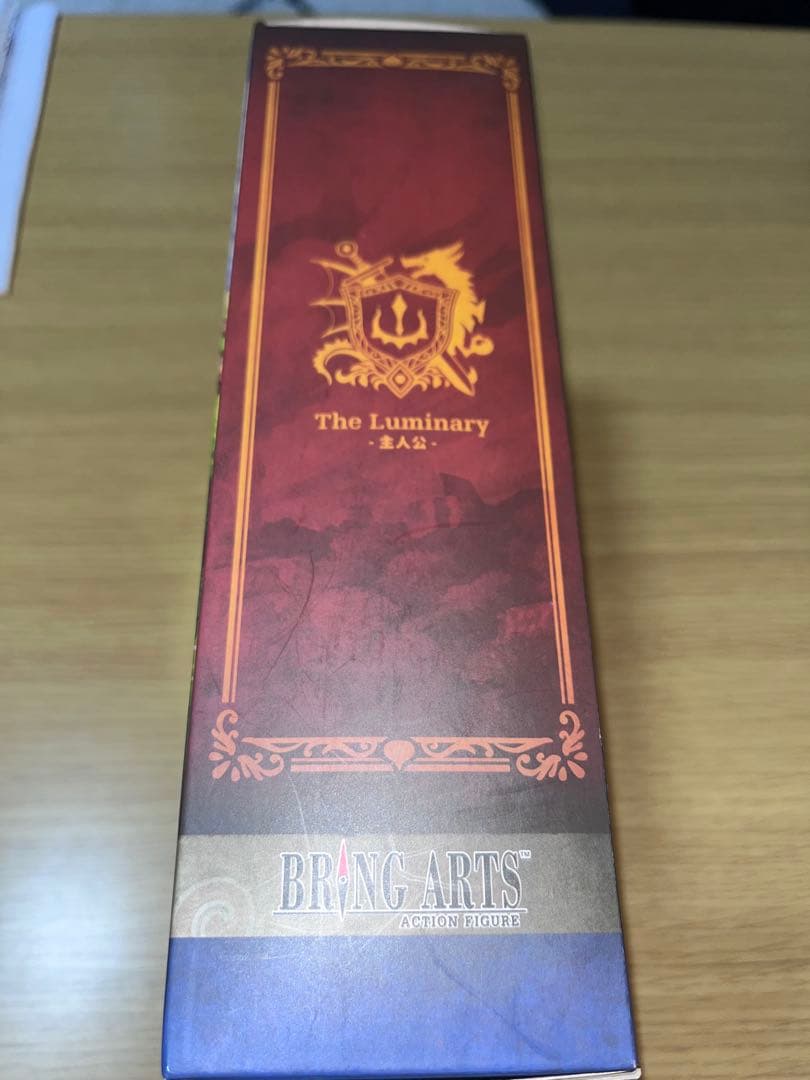 The Luminary
- 主人公 -
BRING ARTS™
ACTION FIGURE